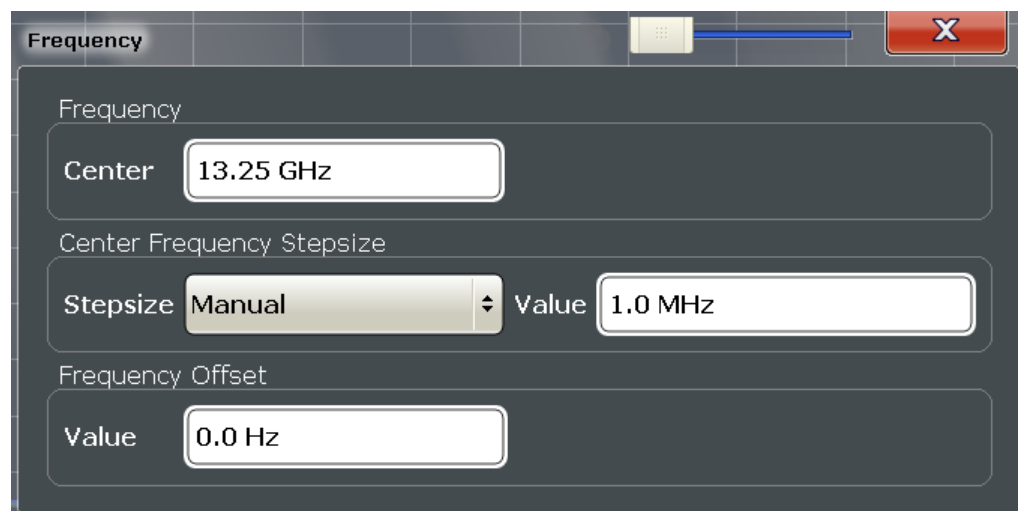 Frequency
X
Frequency
Center 13.25 GHz
Center Frequency Stepsize
Stepsize Manual Value 1.0 MHz
Frequency Offset
Value 0.0 Hz